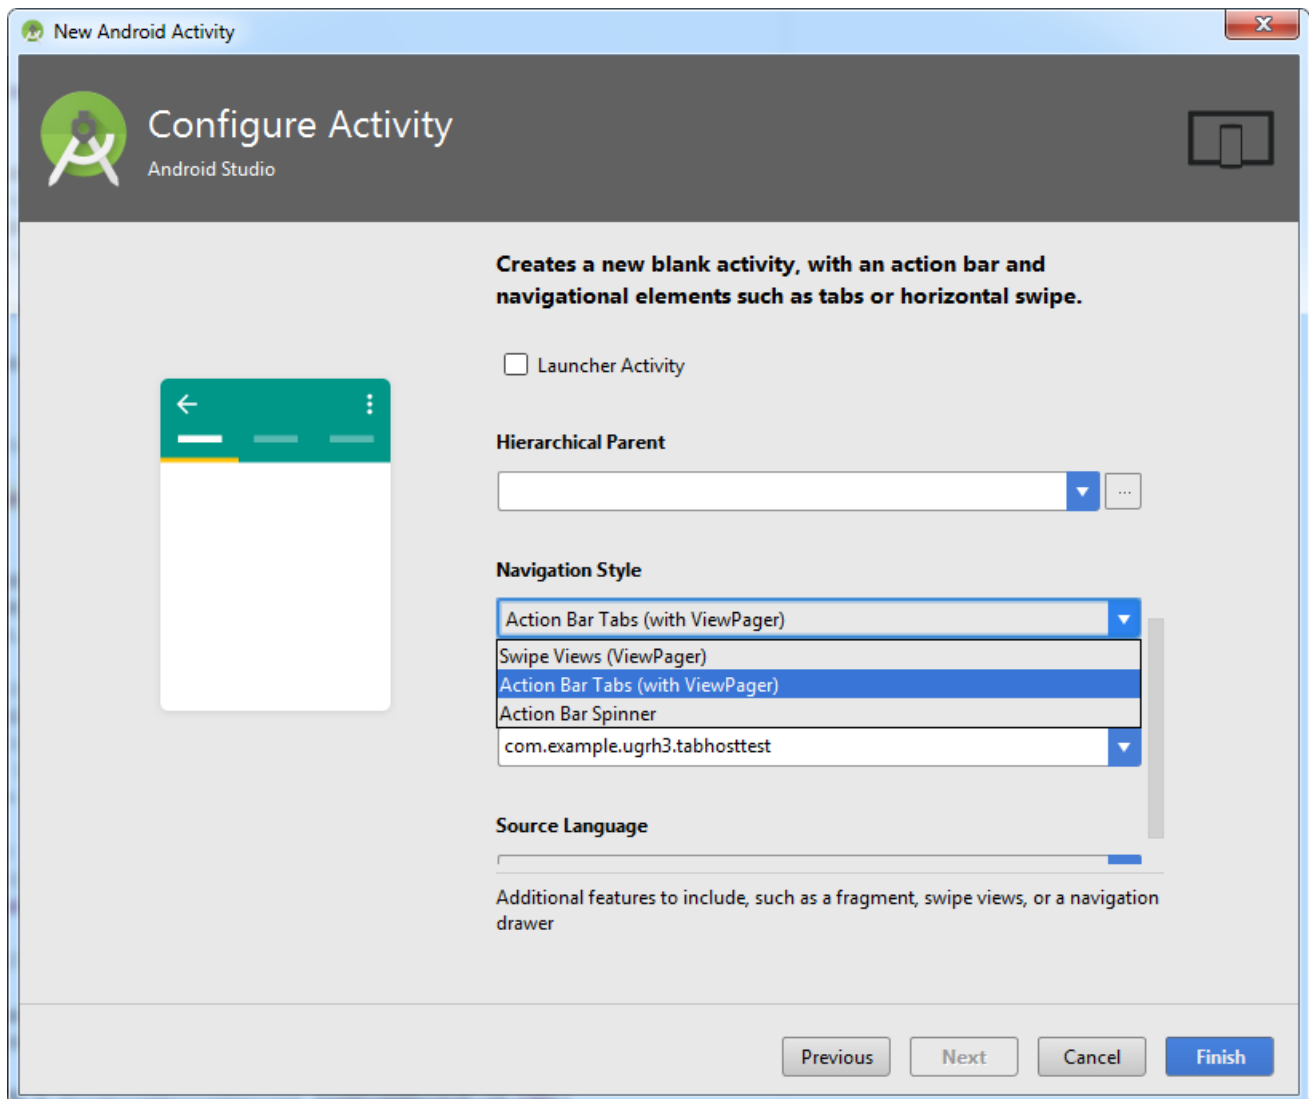 New Android Activity
Configure Activity
Android Studio
Creates a new blank activity, with an action bar and
navigational elements such as tabs or horizontal swipe.
Launcher Activity
Hierarchical Parent
...
Navigation Style
Action Bar Tabs (with ViewPager)
Swipe Views (ViewPager)
Action Bar Tabs (with ViewPager)
Action Bar Spinner
com.example.ugrh3.tabhosttest
Source Language
Additional features to include, such as a fragment, swipe views, or a navigation
drawer
Previous
Next
Cancel
Finish